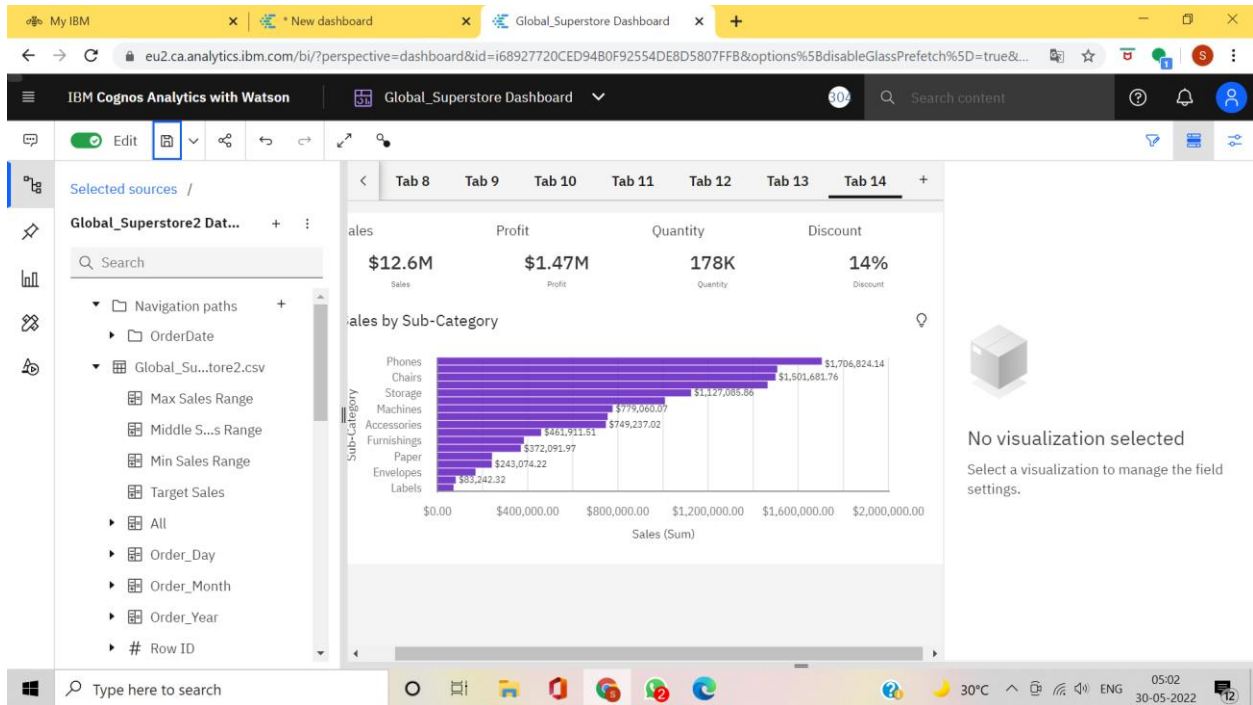 My IBM
* New dashboard
Global_Superstore Dashboard
eu2.ca.analytics.ibm.com/bi/?perspective=dashboard&id=i68927720CED94B0F92554DE8D5807FFB&options%5BdisableGlassPrefetch%5D=true&...
S
IBM Cognos Analytics with Watson
Global_Superstore Dashboard
304
Search content
Edit
Selected sources /
Global_Superstore2 Dat...
Search
Navigation paths
OrderDate
Global_Su...tore2.csv
Max Sales Range
Middle S...s Range
Min Sales Range
Target Sales
All
Order_Day
Order_Month
Order_Year
# Row ID
Tab 8 Tab 9 Tab 10 Tab 11 Tab 12 Tab 13 Tab 14 +
ales Profit Quantity Discount
$12.6M $1.47M 178K 14%
Sales Profit Quantity Discount
ales by Sub-Category
Sub-Category
Phones $1,706,824.14
Chairs $1,501,681.76
Storage $1,127,085.86
Machines $779,060.07
Accessories $749,237.02
$461,911.51
Furnishings $372,091.97
Paper $243,074.22
Envelopes $83,242.32
Labels
$0.00 $400,000.00 $800,000.00 $1,200,000.00 $1,600,000.00 $2,000,000.00
Sales (Sum)
No visualization selected
Select a visualization to manage the field
settings.
Type here to search
2
30°C
ENG
05:02
30-05-2022
12